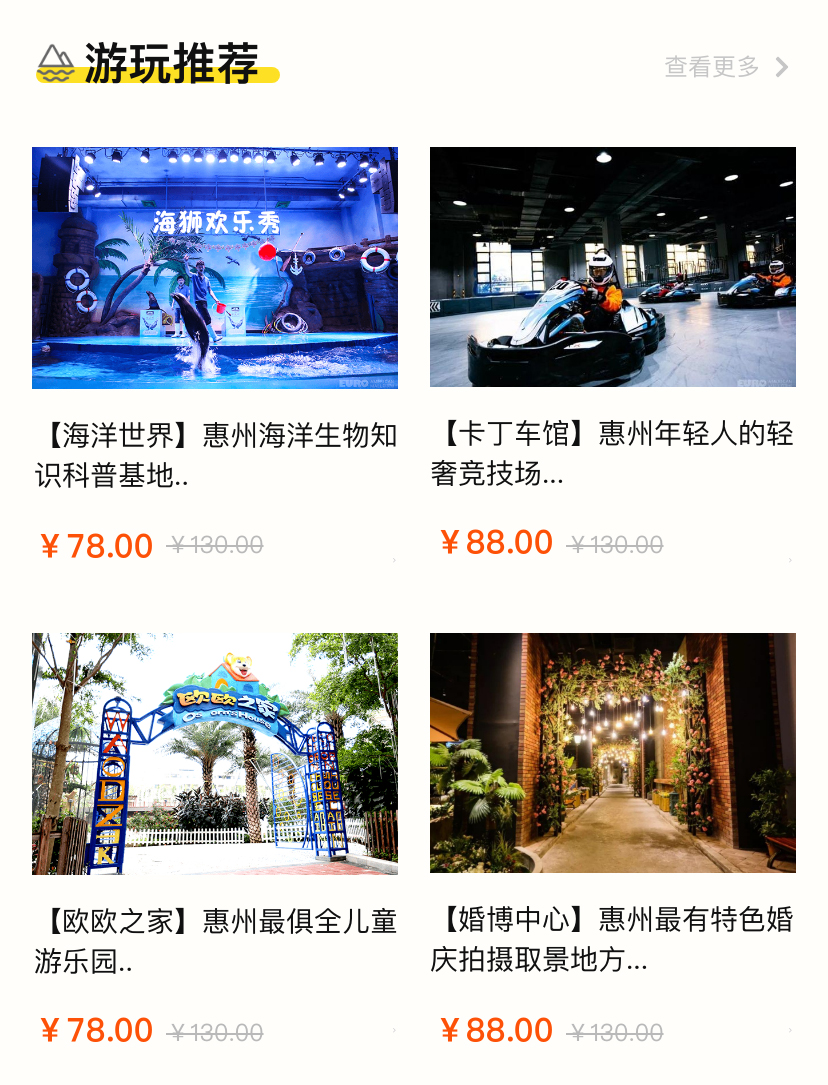 游玩推荐
查看更多
海狮欢乐秀
EURO
EURO
【海洋世界】惠州海洋生物知
识科普基地..
【卡丁车馆】惠州年轻人的轻
奢竞技场...
￥78.00 ￥130.00
￥88.00 ￥130.00
欧欧之家
【欧欧之家】惠州最俱全儿童
游乐园..
【婚博中心】惠州最有特色婚
庆拍摄取景地方...
￥78.00 ￥130.00
￥88.00 ￥130.00